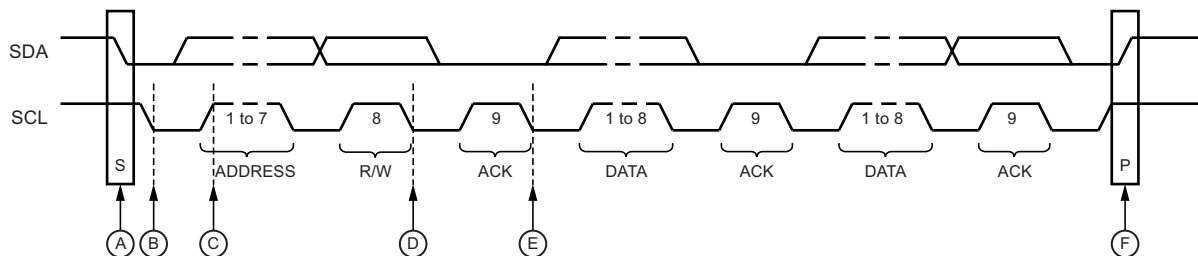 SDA
SCL
1 to 7 8 9 1 to 8 9 1 to 8 9
S ADDRESS R/W ACK DATA ACK DATA ACK P
A B C D E F